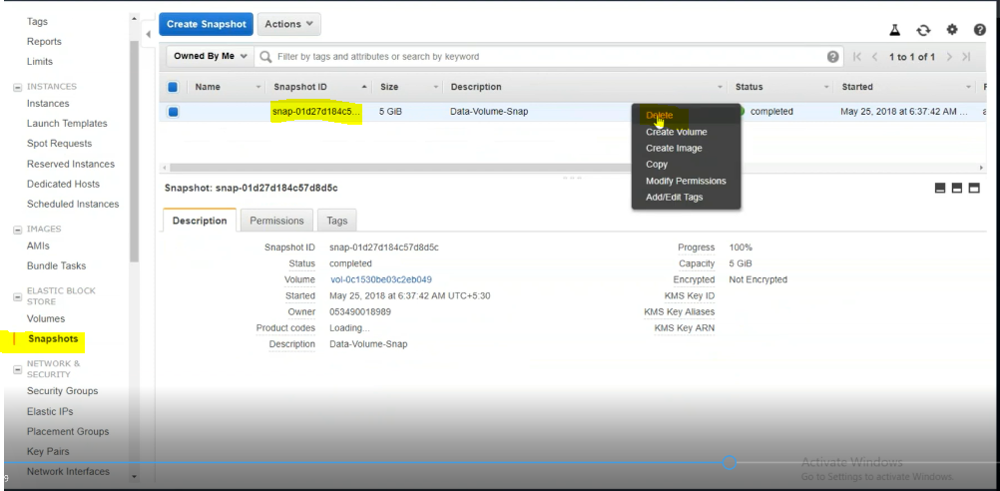 Tags
Reports
Limits
INSTANCES
Instances
Launch Templates
Spot Requests
Reserved Instances
Dedicated Hosts
Scheduled Instances
IMAGES
AMIs
Bundle Tasks
ELASTIC BLOCK
STORE
Volumes
Snapshots
NETWORK &
SECURITY
Security Groups
Elastic IPs
Placement Groups
Key Pairs
Network Interfaces
Create Snapshot Actions
Owned By Me Filter by tags and attributes or search by keyword 1 to 1 of 1
Name Snapshot ID Size Description Status Started
snap-01d27d184c5... 5 GiB Data-Volume-Snap completed May 25, 2018 at 6:37:42 AM ...
Delete
Create Volume
Create Image
Copy
Modify Permissions
Add/Edit Tags
Snapshot: snap-01d27d184c57d8d5c
Description Permissions Tags
Snapshot ID snap-01d27d184c57d8d5c Progress 100%
Status completed Capacity 5 GiB
Volume vol-0c1530be03c2eb049 Encrypted Not Encrypted
Started May 25, 2018 at 6:37:42 AM UTC+5:30 KMS Key ID
Owner 053490018989 KMS Key Aliases
Product codes Loading... KMS Key ARN
Description Data-Volume-Snap
9
Activate Windows
Go to Settings to activate Windows.